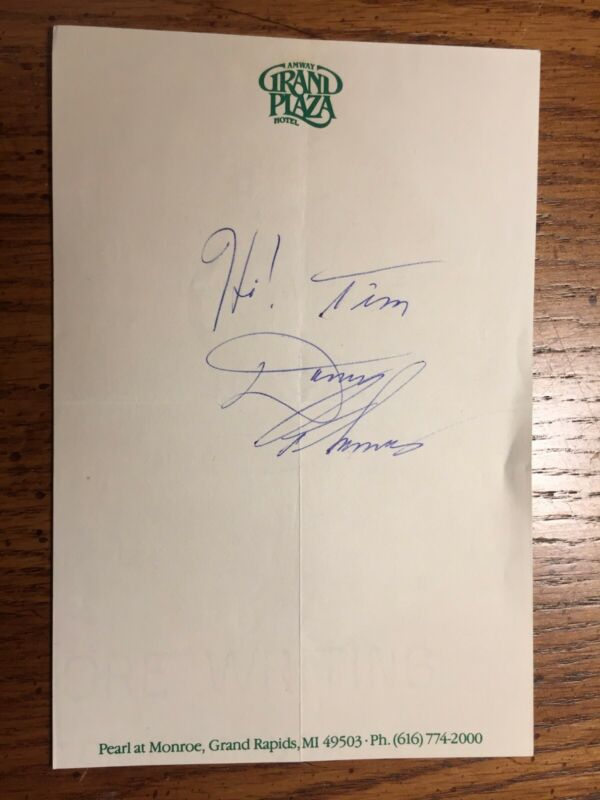 AMWAY
GRAND
PLAZA
HOTEL
Hi! Tim
Danny
Thomas
Pearl at Monroe, Grand Rapids, MI 49503 · Ph. (616) 774-2000